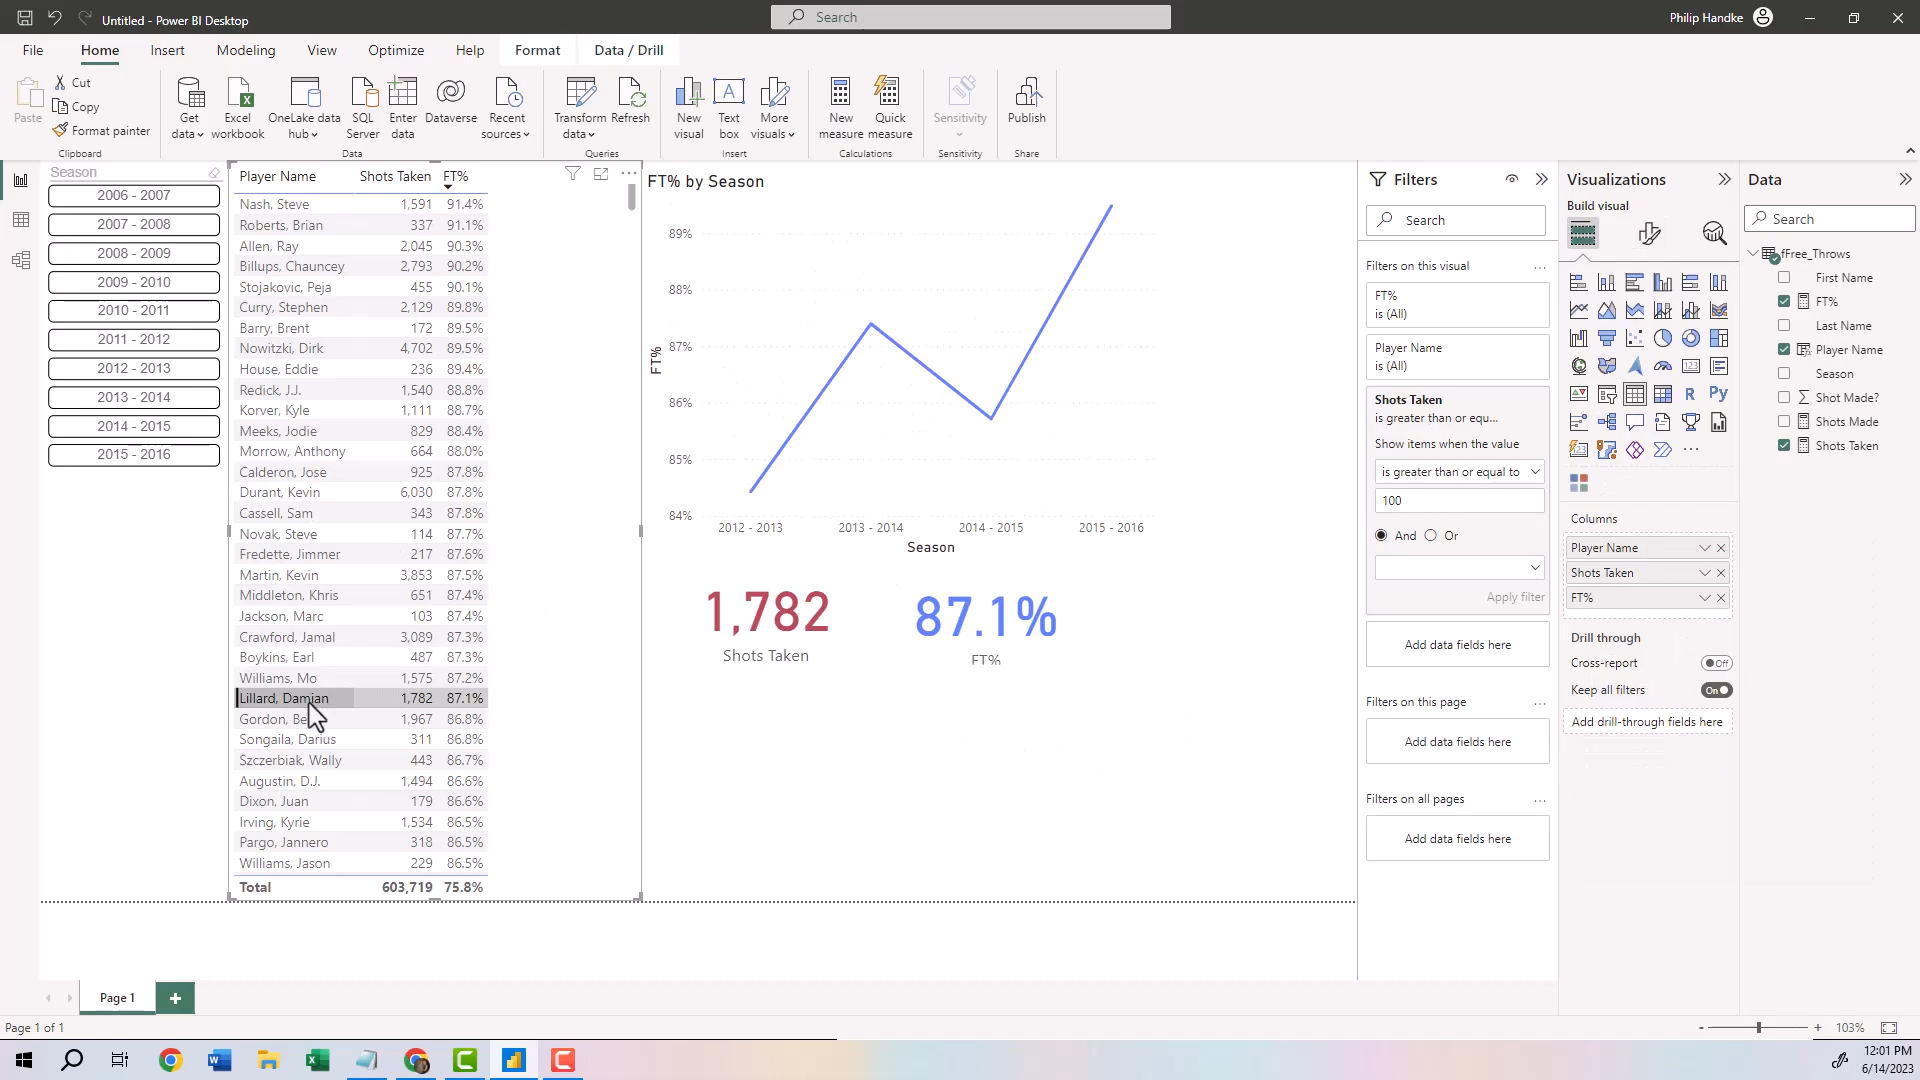 Untitled - Power BI Desktop
Search
Philip Handke
File
Home
Insert
Modeling
View
Optimize
Help
Format
Data / Drill
Paste
Cut
Copy
Format painter
Clipboard
Get data
Excel workbook
OneLake data hub
SQL Server
Enter data
Dataverse
Recent sources
Data
Transform data
Refresh
Queries
New visual
Text box
More visuals
Insert
New measure
Quick measure
Calculations
Sensitivity
Sensitivity
Publish
Share
Season
2006 - 2007
2007 - 2008
2008 - 2009
2009 - 2010
2010 - 2011
2011 - 2012
2012 - 2013
2013 - 2014
2014 - 2015
2015 - 2016
Player Name Shots Taken FT%
Nash, Steve 1,591 91.4%
Roberts, Brian 337 91.1%
Allen, Ray 2,045 90.3%
Billups, Chauncey 2,793 90.2%
Stojakovic, Peja 455 90.1%
Curry, Stephen 2,129 89.8%
Barry, Brent 172 89.5%
Nowitzki, Dirk 4,702 89.5%
House, Eddie 236 89.4%
Redick, J.J. 1,540 88.8%
Korver, Kyle 1,111 88.7%
Meeks, Jodie 829 88.4%
Morrow, Anthony 664 88.0%
Calderon, Jose 925 87.8%
Durant, Kevin 6,030 87.8%
Cassell, Sam 343 87.8%
Novak, Steve 114 87.7%
Fredette, Jimmer 217 87.6%
Martin, Kevin 3,853 87.5%
Middleton, Khris 651 87.4%
Jackson, Marc 103 87.4%
Crawford, Jamal 3,089 87.3%
Boykins, Earl 487 87.3%
Williams, Mo 1,575 87.2%
Lillard, Damian 1,782 87.1%
Gordon, Be 1,967 86.8%
Songaila, Darius 311 86.8%
Szczerbiak, Wally 443 86.7%
Augustin, D.J. 1,494 86.6%
Dixon, Juan 179 86.6%
Irving, Kyrie 1,534 86.5%
Pargo, Jannero 318 86.5%
Williams, Jason 229 86.5%
Total 603,719 75.8%
FT% by Season
89%
88%
87%
86%
85%
84%
FT%
2012 - 2013 2013 - 2014 2014 - 2015 2015 - 2016
Season
1,782
Shots Taken
87.1%
FT%
Filters
Search
Filters on this visual ...
FT%
is (All)
Player Name
is (All)
Shots Taken
is greater than or equ...
Show items when the value
is greater than or equal to
100
And Or
Apply filter
Add data fields here
Filters on this page ...
Add data fields here
Filters on all pages ...
Add data fields here
Visualizations
Build visual
123
R
Py
...
Columns
Player Name
Shots Taken
FT%
Drill through
Cross-report Off
Keep all filters On
Add drill-through fields here
Data
Search
fFree_Throws
First Name
FT%
Last Name
Player Name
Season
Shot Made?
Shots Made
Shots Taken
Page 1
Page 1 of 1
- + 103%
12:01 PM
6/14/2023